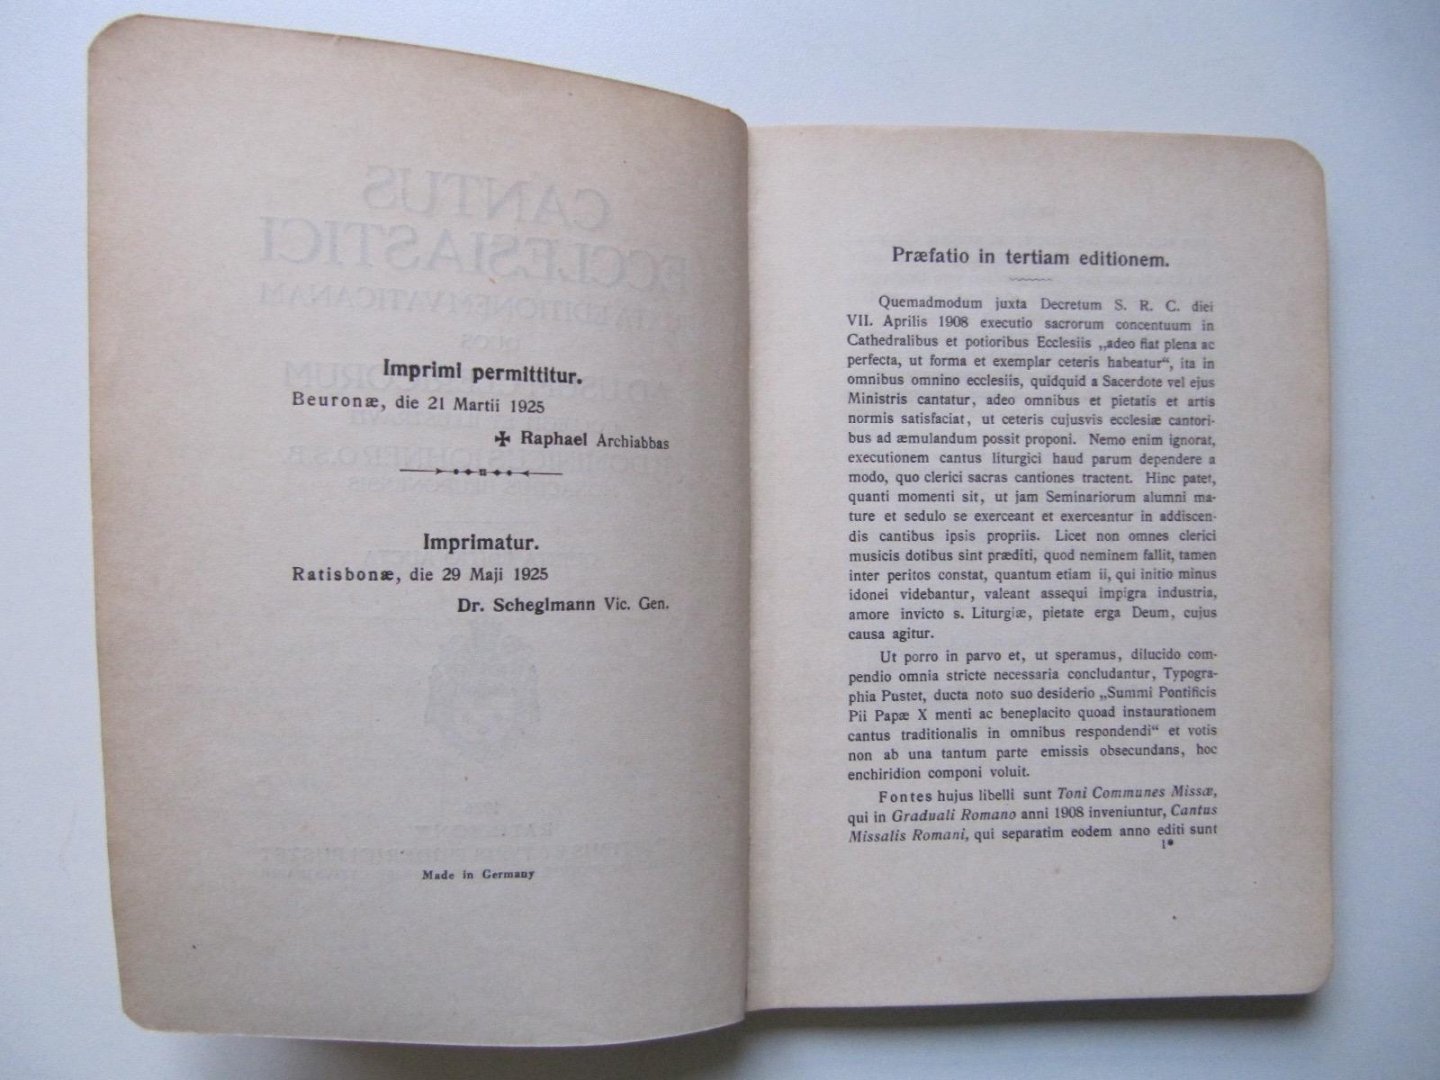 Imprimi permittitur.
Beuronæ, die 21 Martii 1925
✠ Raphael Archiabbas
Imprimatur.
Ratisbonæ, die 29 Maji 1925
Dr. Scheglmann Vic. Gen.
Made in Germany
Præfatio in tertiam editionem.
Quemadmodum juxta Decretum S. R. C. diei
VII. Aprilis 1908 executio sacrorum concentuum in
Cathedralibus et potioribus Ecclesiis „adeo fiat plena ac
perfecta, ut forma et exemplar ceteris habeatur“, ita in
omnibus omnino ecclesiis, quidquid a Sacerdote vel ejus
Ministris cantatur, adeo omnibus et pietatis et artis
normis satisfaciat, ut ceteris cujusvis ecclesiæ cantori-
bus ad æmulandum possit proponi. Nemo enim ignorat,
executionem cantus liturgici haud parum dependere a
modo, quo clerici sacras cantiones tractent. Hinc patet,
quanti momenti sit, ut jam Seminariorum alumni ma-
ture et sedulo se exerceant et exerceantur in addiscen-
dis cantibus ipsis propriis. Licet non omnes clerici
musicis dotibus sint præditi, quod neminem fallit, tamen
inter peritos constat, quantum etiam ii, qui initio minus
idonei videbantur, valeant assequi impigra industria,
amore invicto s. Liturgiæ, pietate erga Deum, cujus
causa agitur.
Ut porro in parvo et, ut speramus, dilucido com-
pendio omnia stricte necessaria concludantur, Typogra-
phia Pustet, ducta noto suo desiderio „Summi Pontificis
Pii Papæ X menti ac beneplacito quoad instaurationem
cantus traditionalis in omnibus respondendi“ et votis
non ab una tantum parte emissis obsecundans, hoc
enchiridion componi voluit.
Fontes hujus libelli sunt Toni Communes Missæ,
qui in Graduali Romano anni 1908 inveniuntur, Cantus
Missalis Romani, qui separatim eodem anno editi sunt
1*